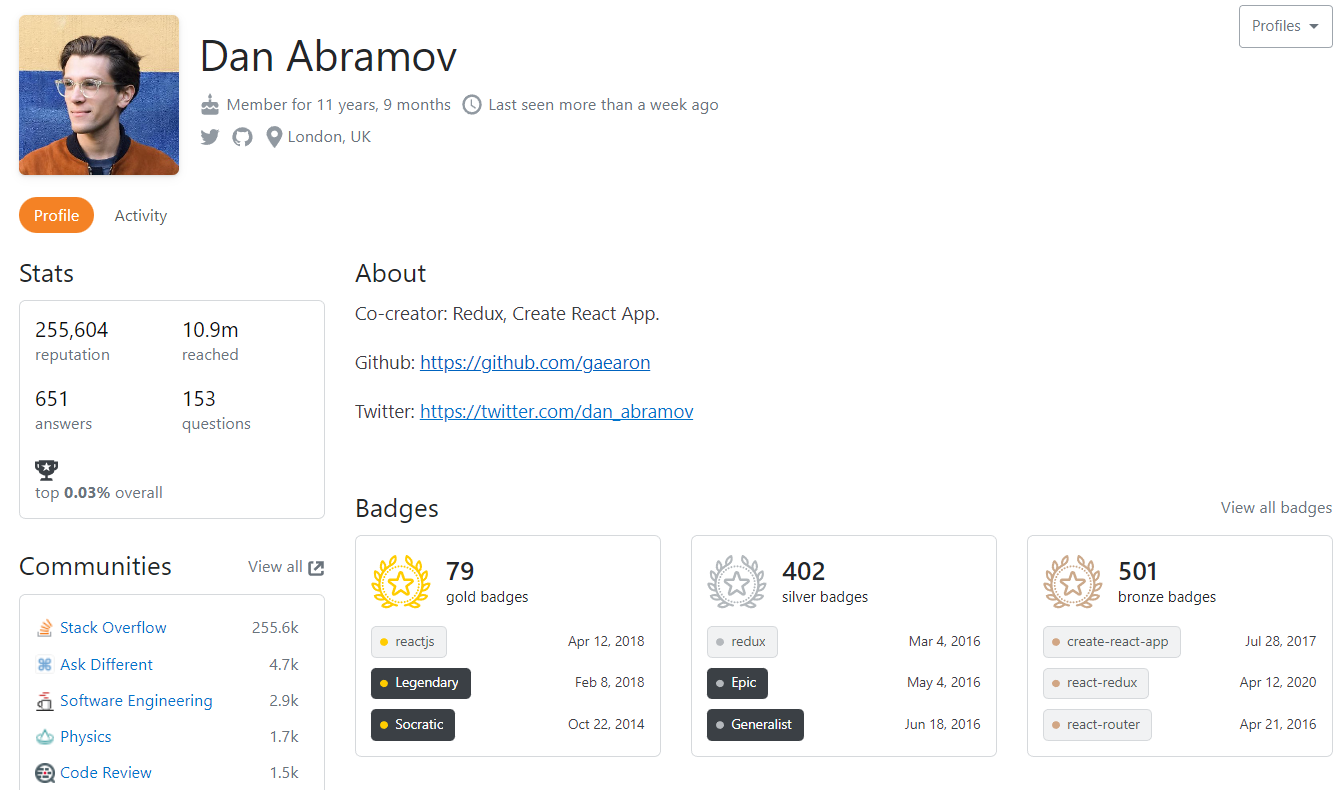 Profiles
Dan Abramov
Member for 11 years, 9 months Last seen more than a week ago
London, UK
Profile Activity
Stats
255,604 10.9m
reputation reached
651 153
answers questions
top 0.03% overall
Communities View all
Stack Overflow 255.6k
Ask Different 4.7k
Software Engineering 2.9k
Physics 1.7k
Code Review 1.5k
About
Co-creator: Redux, Create React App.
Github: https://github.com/gaearon
Twitter: https://twitter.com/dan_abramov
Badges View all badges
79
gold badges
reactjs Apr 12, 2018
Legendary Feb 8, 2018
Socratic Oct 22, 2014
402
silver badges
redux Mar 4, 2016
Epic May 4, 2016
Generalist Jun 18, 2016
501
bronze badges
create-react-app Jul 28, 2017
react-redux Apr 12, 2020
react-router Apr 21, 2016